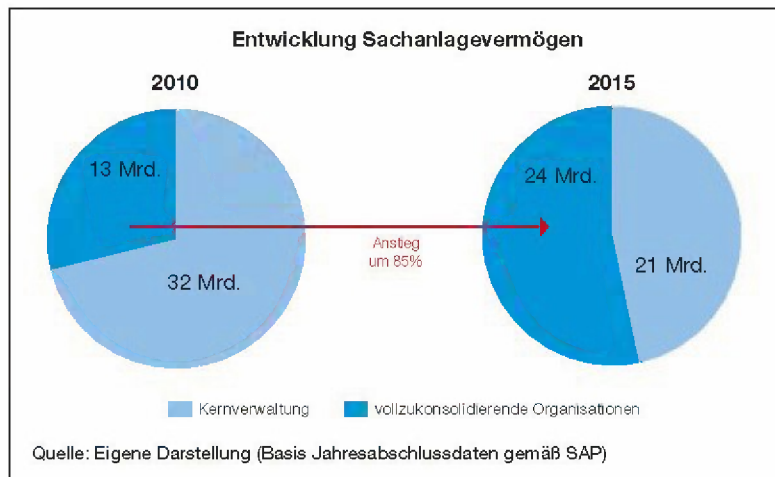 Entwicklung Sachanlagevermögen
2010
2015
13 Mrd.
32 Mrd.
Anstieg
um 85%
24 Mrd.
21 Mrd.
Kernverwaltung
vollzukonsolidierende Organisationen
Quelle: Eigene Darstellung (Basis Jahresabschlussdaten gemäß SAP)